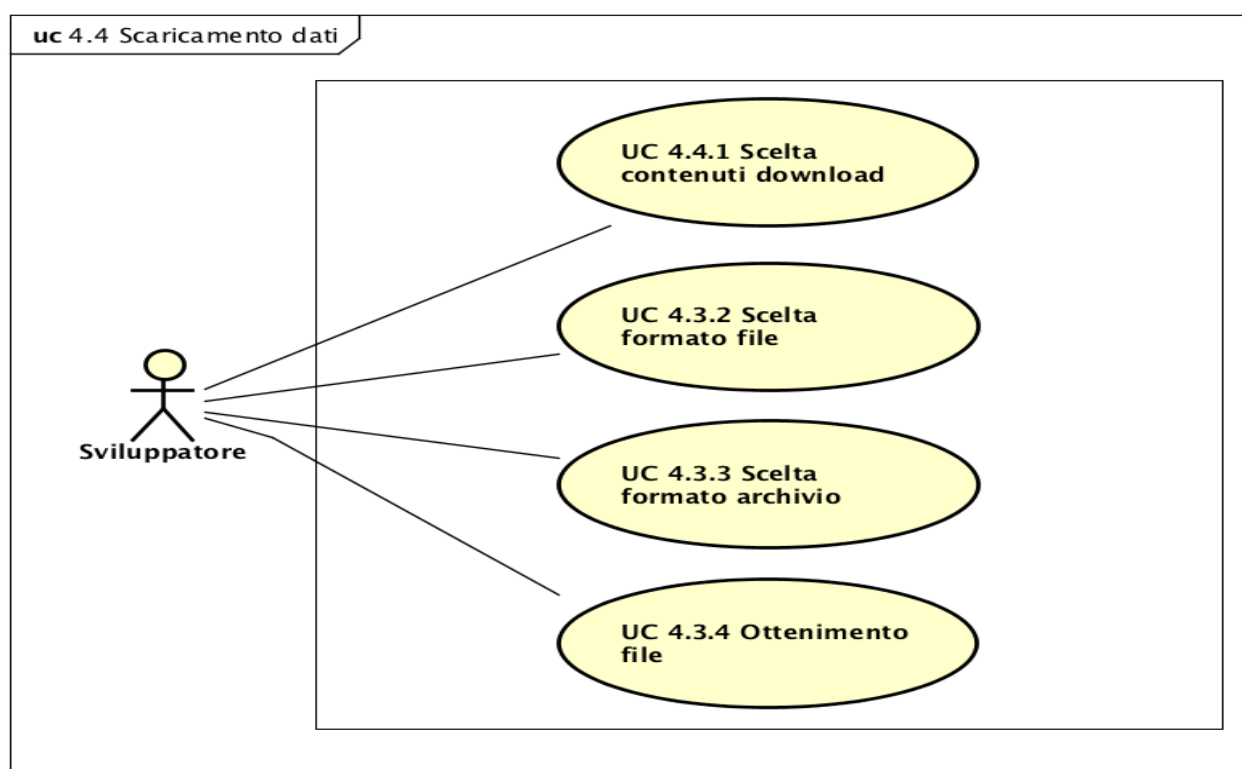 uc 4.4 Scaricamento dati
UC 4.4.1 Scelta
contenuti download
UC 4.3.2 Scelta
formato file
Sviluppatore
UC 4.3.3 Scelta
formato archivio
UC 4.3.4 Ottenimento
file